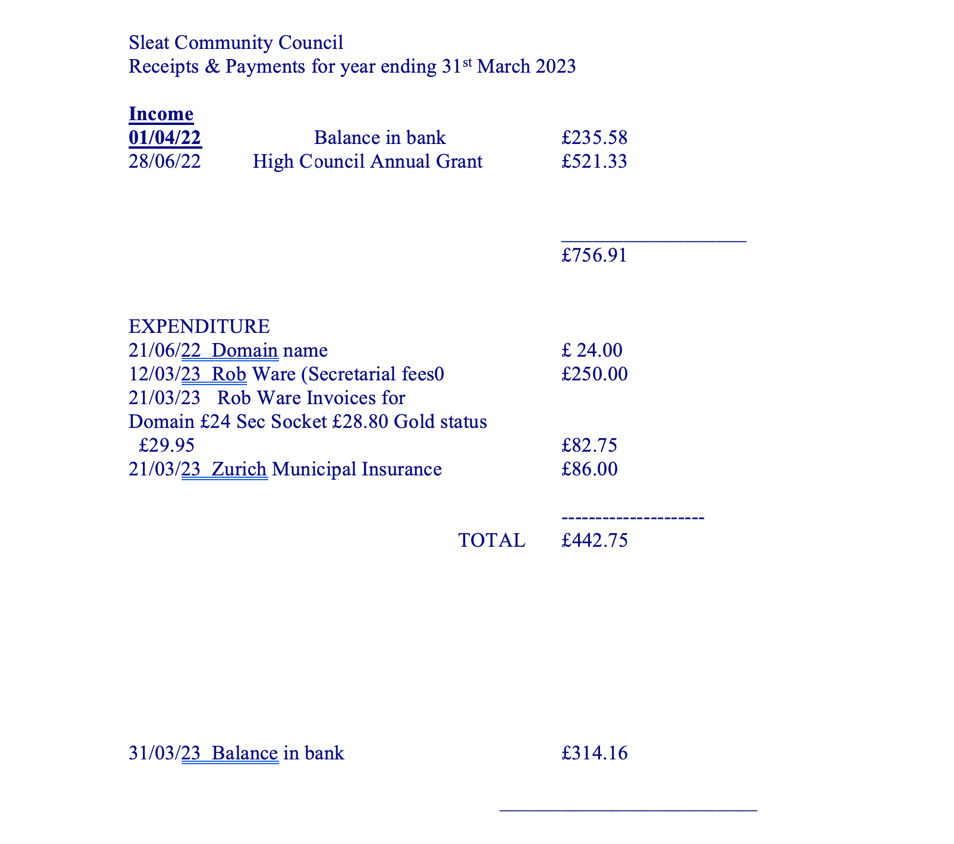 Sleat Community Council
Receipts & Payments for year ending 31st March 2023
Income
01/04/22 Balance in bank £235.58
28/06/22 High Council Annual Grant £521.33
£756.91
EXPENDITURE
21/06/22 Domain name £ 24.00
12/03/23 Rob Ware (Secretarial fees0 £250.00
21/03/23 Rob Ware Invoices for
Domain £24 Sec Socket £28.80 Gold status
£29.95 £82.75
21/03/23 Zurich Municipal Insurance £86.00
---------------------
TOTAL £442.75
31/03/23 Balance in bank £314.16